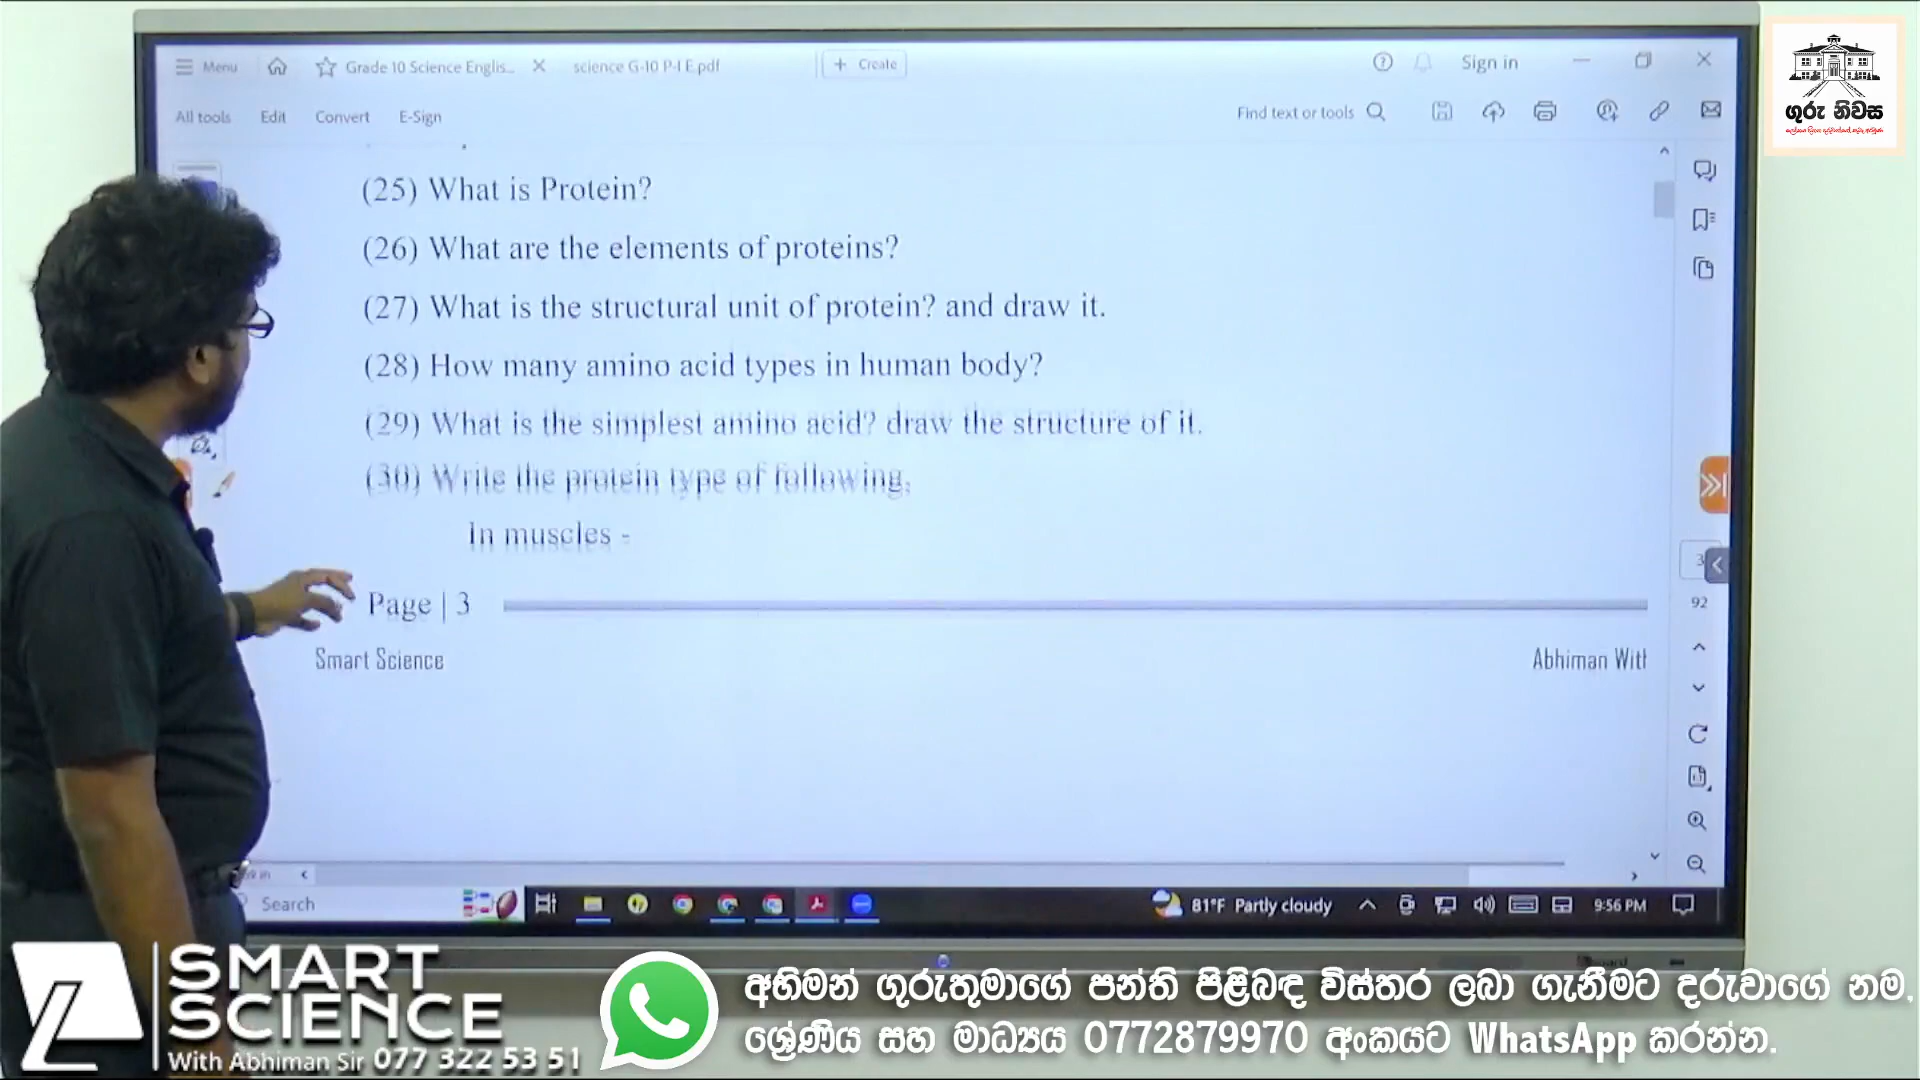 Menu
Grade 10 Science Englis...
science G-10 P-I E.pdf
Create
Sign in
All tools
Edit
Convert
E-Sign
Find text or tools
ගුරු නිවස
(25) What is Protein?
(26) What are the elements of proteins?
(27) What is the structural unit of protein? and draw it.
(28) How many amino acid types in human body?
(29) What is the simplest amino acid? draw the structure of it.
(30) Write the protein type of following.
In muscles -
Page | 3
92
Smart Science
Abhiman With
Search
81°F Partly cloudy
9:56 PM
SMART
SCIENCE
With Abhiman Sir 077 322 53 51
අභිමන් ගුරුතුමාගේ පන්ති පිළිබඳ විස්තර ලබා ගැනීමට දරුවාගේ නම,
ශ්‍රේණිය සහ මාධ්‍යය 0772879970 අංකයට WhatsApp කරන්න.